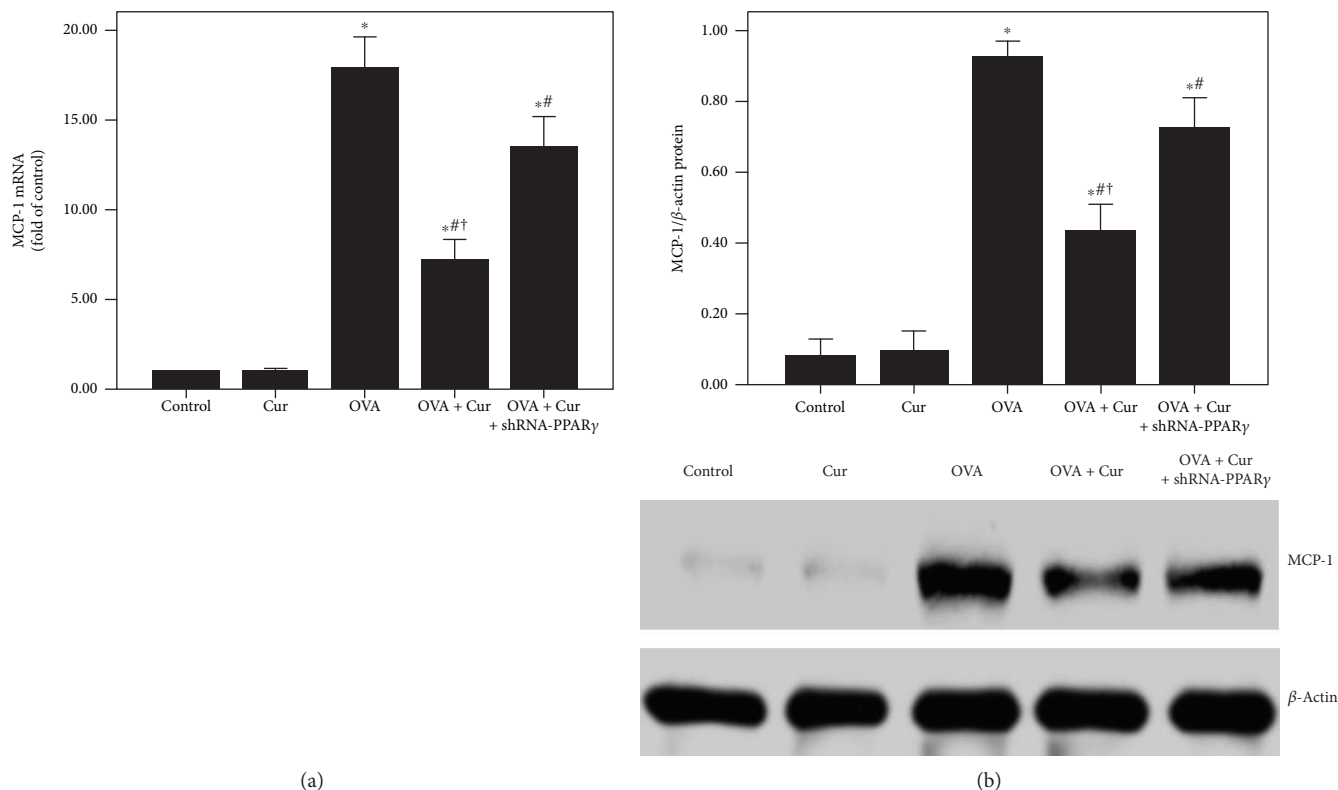 20.00
15.00
10.00
5.00
0.00
MCP-1 mRNA
(fold of control)
*
*#†
*#
Control
Cur
OVA
OVA + Cur
OVA + Cur
+ shRNA-PPARγ
1.00
0.80
0.60
0.40
0.20
0.00
MCP-1/β-actin protein
*
*#†
*#
Control
Cur
OVA
OVA + Cur
OVA + Cur
+ shRNA-PPARγ
Control
Cur
OVA
OVA + Cur
OVA + Cur
+ shRNA-PPARγ
MCP-1
β-Actin
(a)
(b)